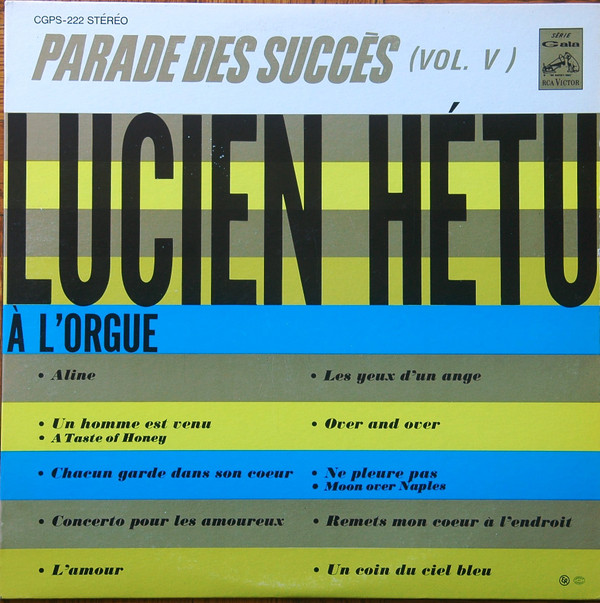 CGPS-222 STÉRÉO
PARADE DES SUCCÈS (VOL. V)
SÉRIE
Gala
RCA VICTOR
LUCIEN HÉTU
À L'ORGUE
• Aline
• Un homme est venu
• A Taste of Honey
• Chacun garde dans son coeur
• Concerto pour les amoureux
• L'amour
• Les yeux d'un ange
• Over and over
• Ne pleure pas
• Moon over Naples
• Remets mon coeur à l'endroit
• Un coin du ciel bleu